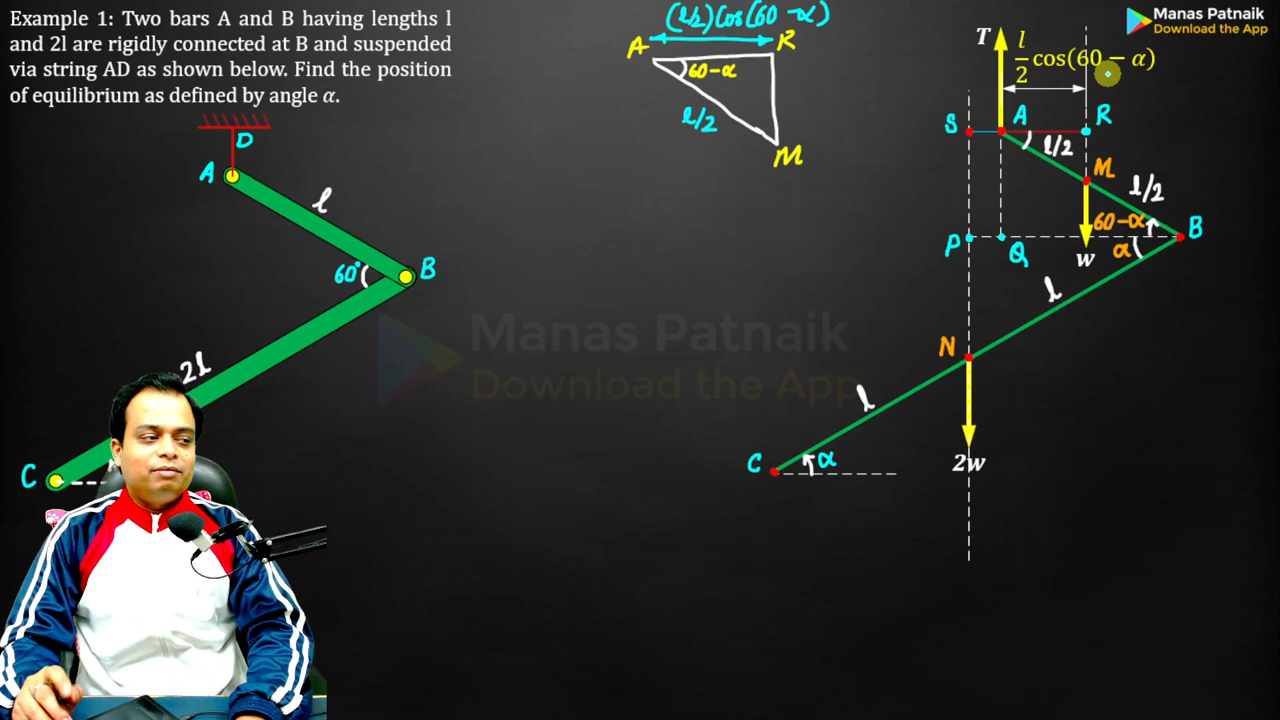 Example 1: Two bars A and B having lengths l
and 2l are rigidly connected at B and suspended
via string AD as shown below. Find the position
of equilibrium as defined by angle α.
D
A
l
60°
B
2l
C
(l/2)cos(60-α)
A
R
60-α
l/2
M
Manas Patnaik
Download the App
T
l/2 cos(60 − α)
S
A
R
l/2
M
l/2
60-α
B
P
Q
w
α
l
N
l
C
α
2w
Manas Patnaik
Download the App